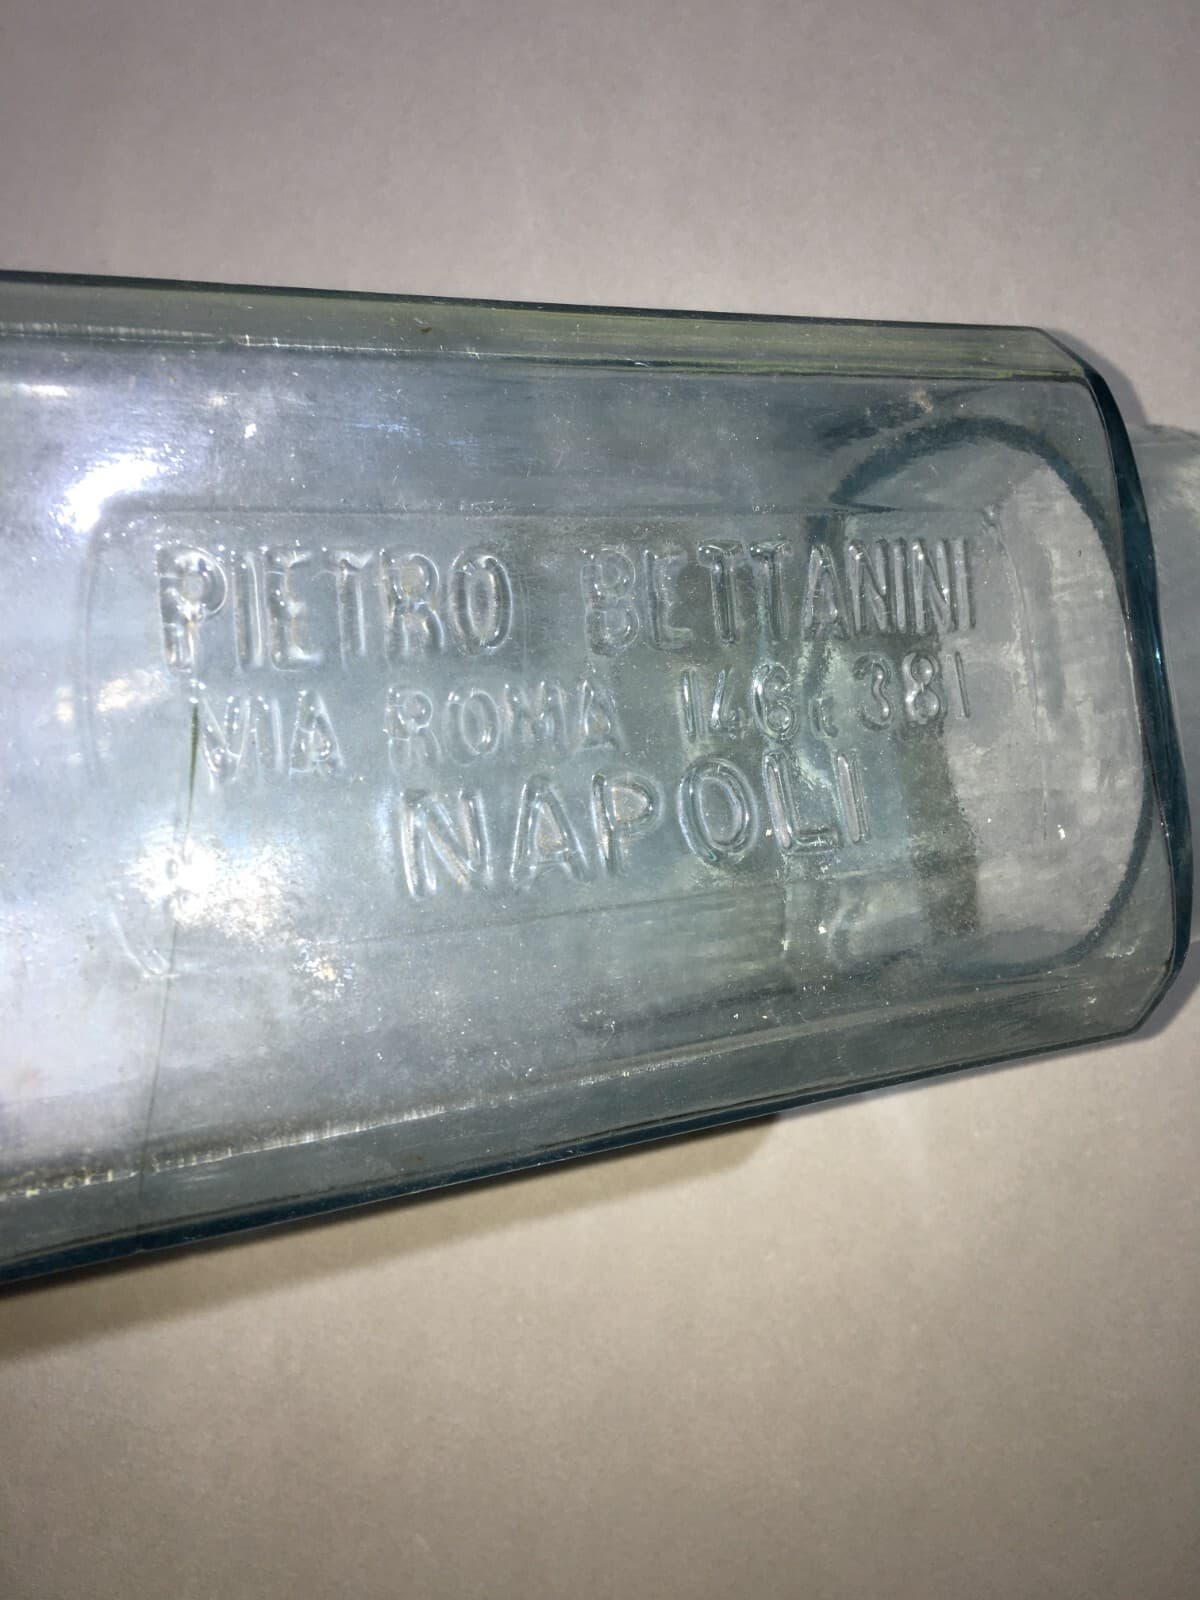 PIETRO BETTANINI
VIA ROMA 146 E 381
NAPOLI